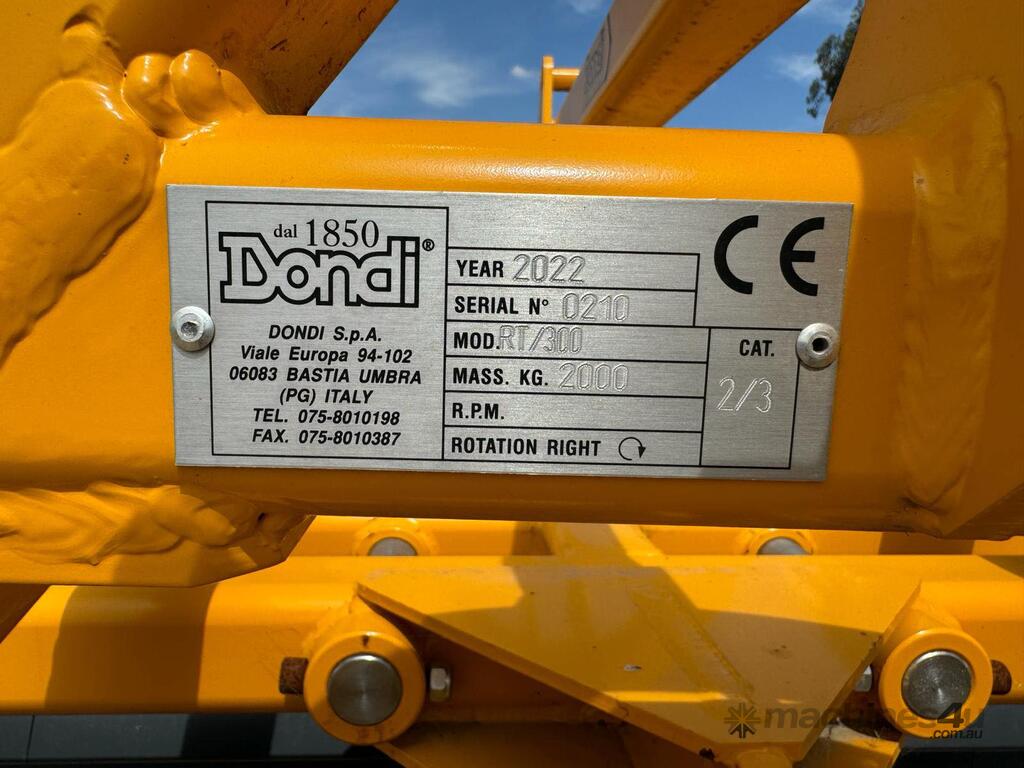 dal 1850
Dondi®
DONDI S.p.A.
Viale Europa 94-102
06083 BASTIA UMBRA
(PG) ITALY
TEL. 075-8010198
FAX. 075-8010387
YEAR 2022
SERIAL N° 0210
MOD. RT/300
MASS. KG. 2000
R.P.M.
ROTATION RIGHT
CE
CAT.
2/3
machines4u
.com.au